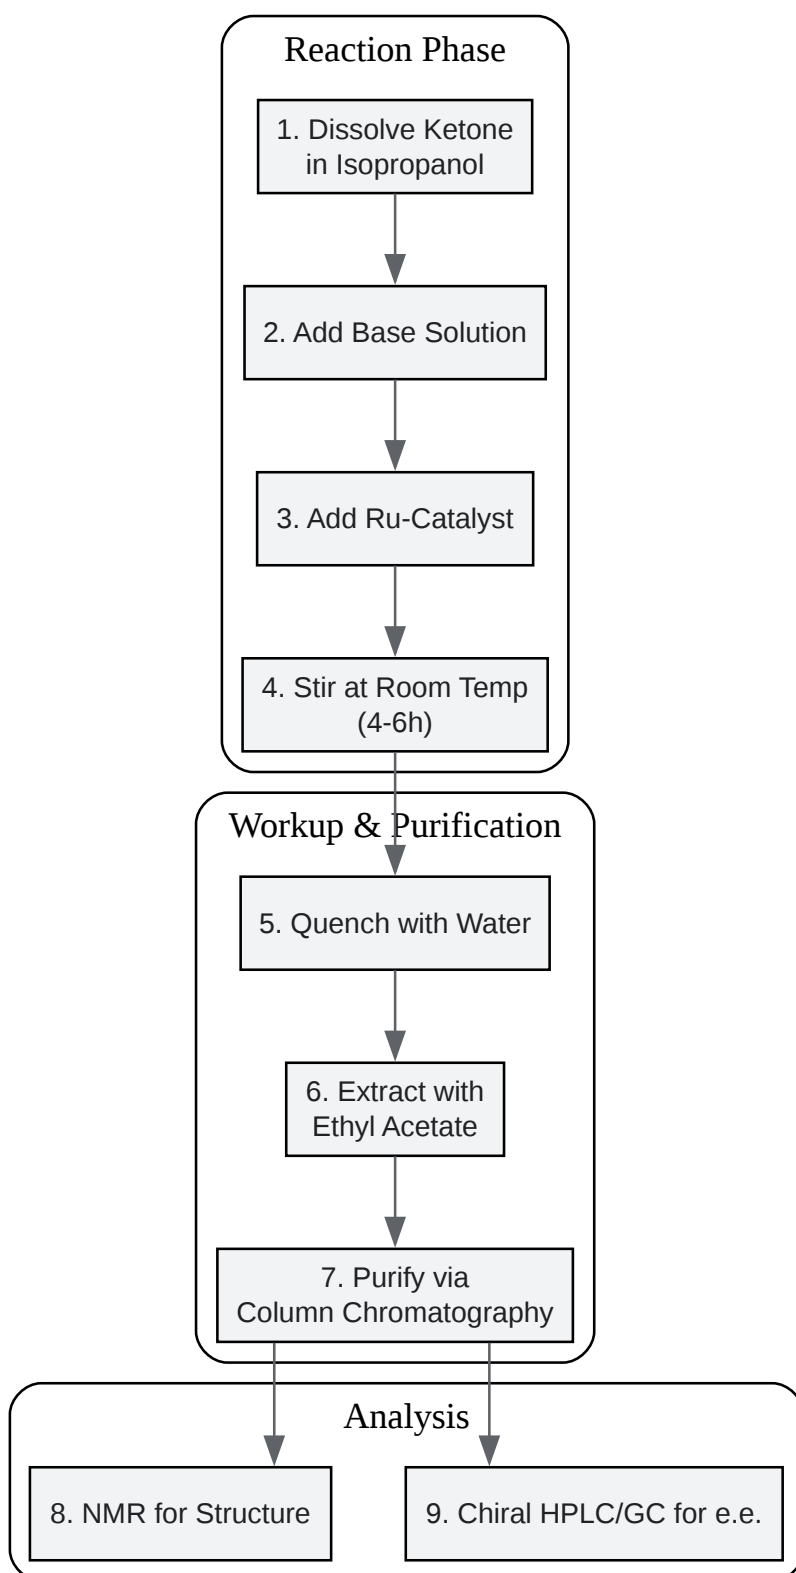 Reaction Phase
1. Dissolve Ketone
in Isopropanol
2. Add Base Solution
3. Add Ru-Catalyst
4. Stir at Room Temp
(4-6h)
Workup & Purification
5. Quench with Water
6. Extract with
Ethyl Acetate
7. Purify via
Column Chromatography
Analysis
8. NMR for Structure
9. Chiral HPLC/GC for e.e.